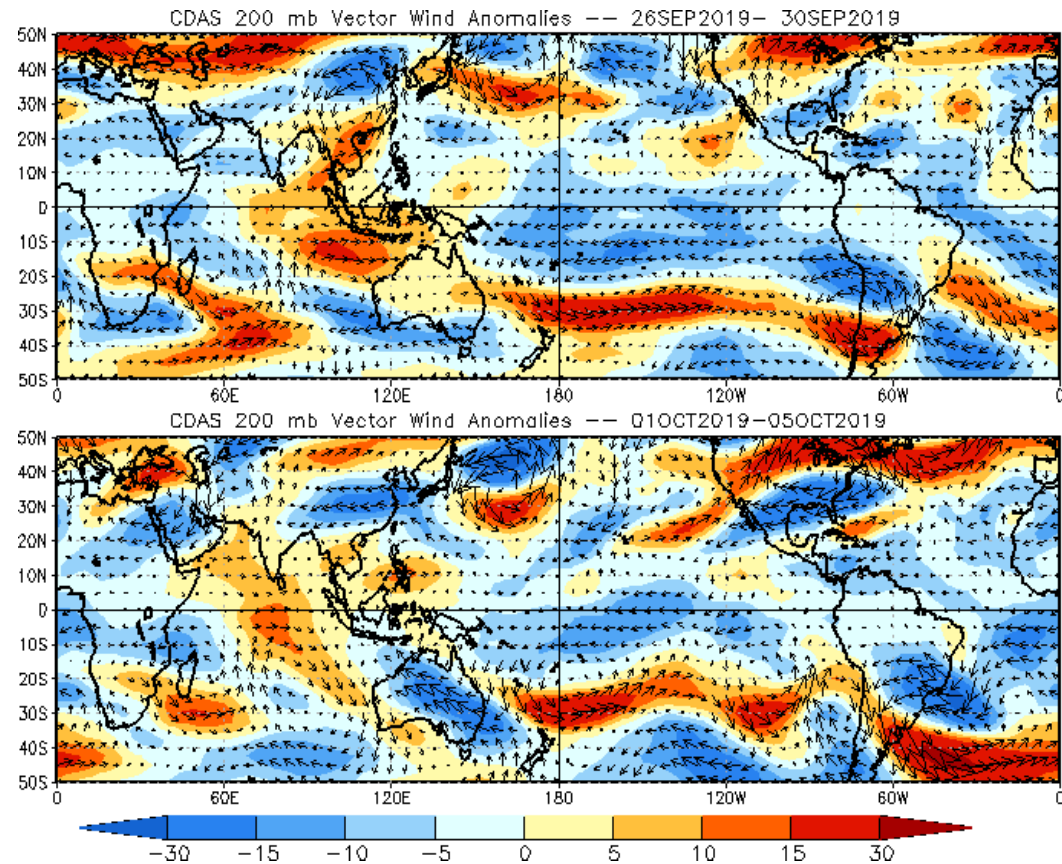 CDAS 200 mb Vector Wind Anomalies -- 26SEP2019- 30SEP2019
50N
40N
30N
20N
10N
0
10S
20S
30S
40S
50S
0 60E 120E 180 120W 60W 0
CDAS 200 mb Vector Wind Anomalies -- 01OCT2019-05OCT2019
50N
40N
30N
20N
10N
0
10S
20S
30S
40S
50S
0 60E 120E 180 120W 60W 0
-30 -15 -10 -5 0 5 10 15 30